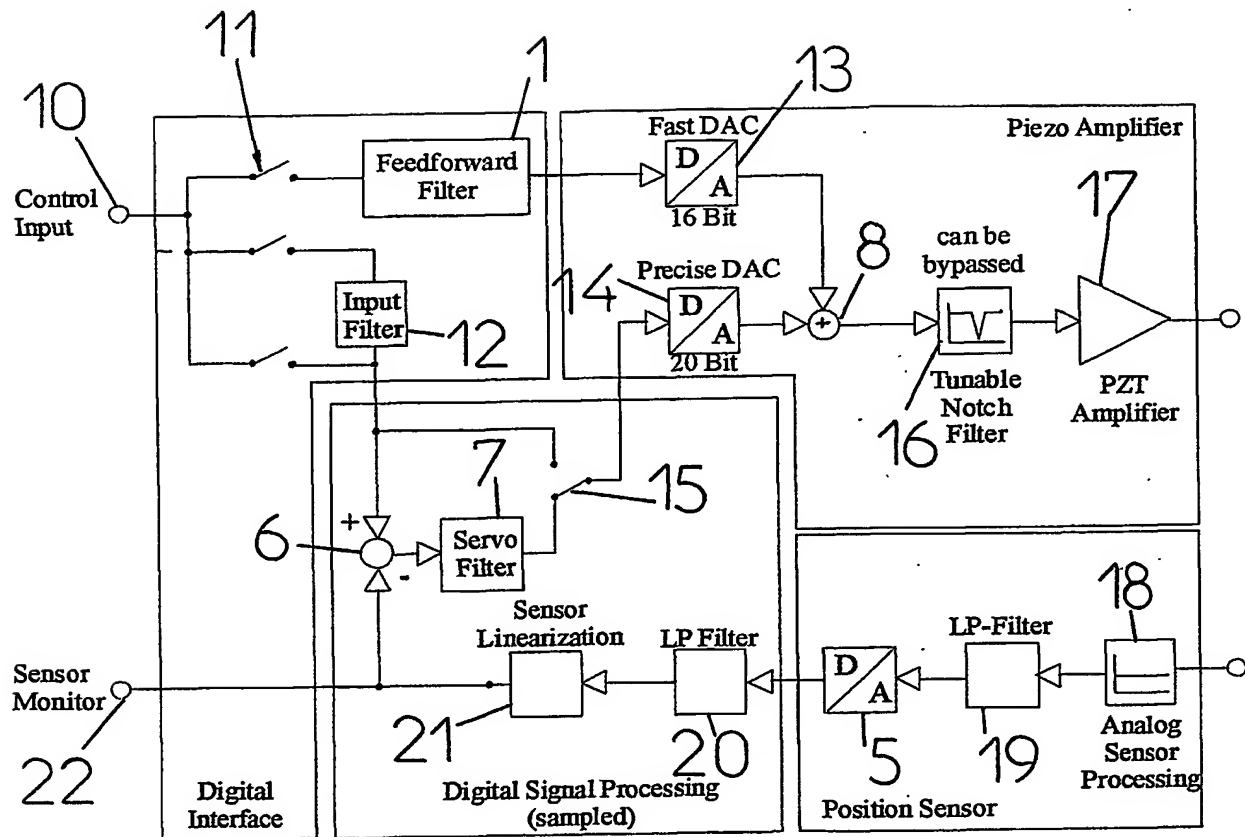 11
1
13
10
Fast DAC
Piezo Amplifier
D
A
16 Bit
Feedforward
Filter
17
Control
Input
8
can be
bypassed
Precise DAC
14
D
A
20 Bit
Input
Filter
12
+
Tunable
Notch
Filter
16
PZT
Amplifier
7
15
+
6
-
Servo
Filter
18
Sensor
Linearization
LP Filter
LP-Filter
D
A
Sensor
Monitor
21
20
5
19
Analog
Sensor
Processing
22
Digital
Interface
Digital Signal Processing
(sampled)
Position Sensor